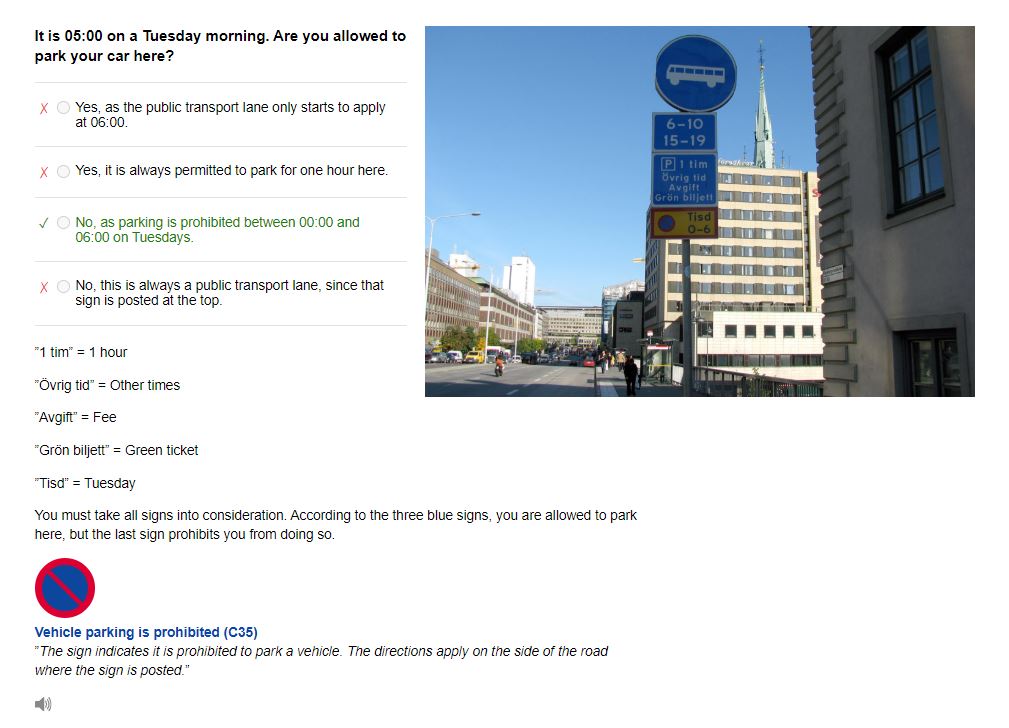 It is 05:00 on a Tuesday morning. Are you allowed to
park your car here?
Yes, as the public transport lane only starts to apply
at 06:00.
Yes, it is always permitted to park for one hour here.
No, as parking is prohibited between 00:00 and
06:00 on Tuesdays.
No, this is always a public transport lane, since that
sign is posted at the top.
”1 tim” = 1 hour
”Övrig tid” = Other times
”Avgift” = Fee
”Grön biljett” = Green ticket
”Tisd” = Tuesday
You must take all signs into consideration. According to the three blue signs, you are allowed to park
here, but the last sign prohibits you from doing so.
Vehicle parking is prohibited (C35)
”The sign indicates it is prohibited to park a vehicle. The directions apply on the side of the road
where the sign is posted.”
6-10
15-19
P 1 tim
Övrig tid
Avgift
Grön biljett
Tisd
0-6